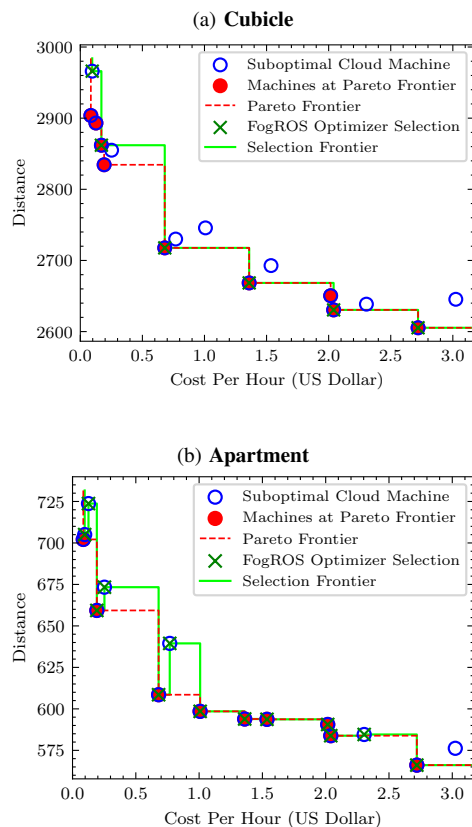 (a) Cubicle
3000
2900
2800
2700
2600
Distance
Suboptimal Cloud Machine
Machines at Pareto Frontier
Pareto Frontier
FogROS Optimizer Selection
Selection Frontier
0.0 0.5 1.0 1.5 2.0 2.5 3.0
Cost Per Hour (US Dollar)
(b) Apartment
725
700
675
650
625
600
575
Distance
Suboptimal Cloud Machine
Machines at Pareto Frontier
Pareto Frontier
FogROS Optimizer Selection
Selection Frontier
0.0 0.5 1.0 1.5 2.0 2.5 3.0
Cost Per Hour (US Dollar)